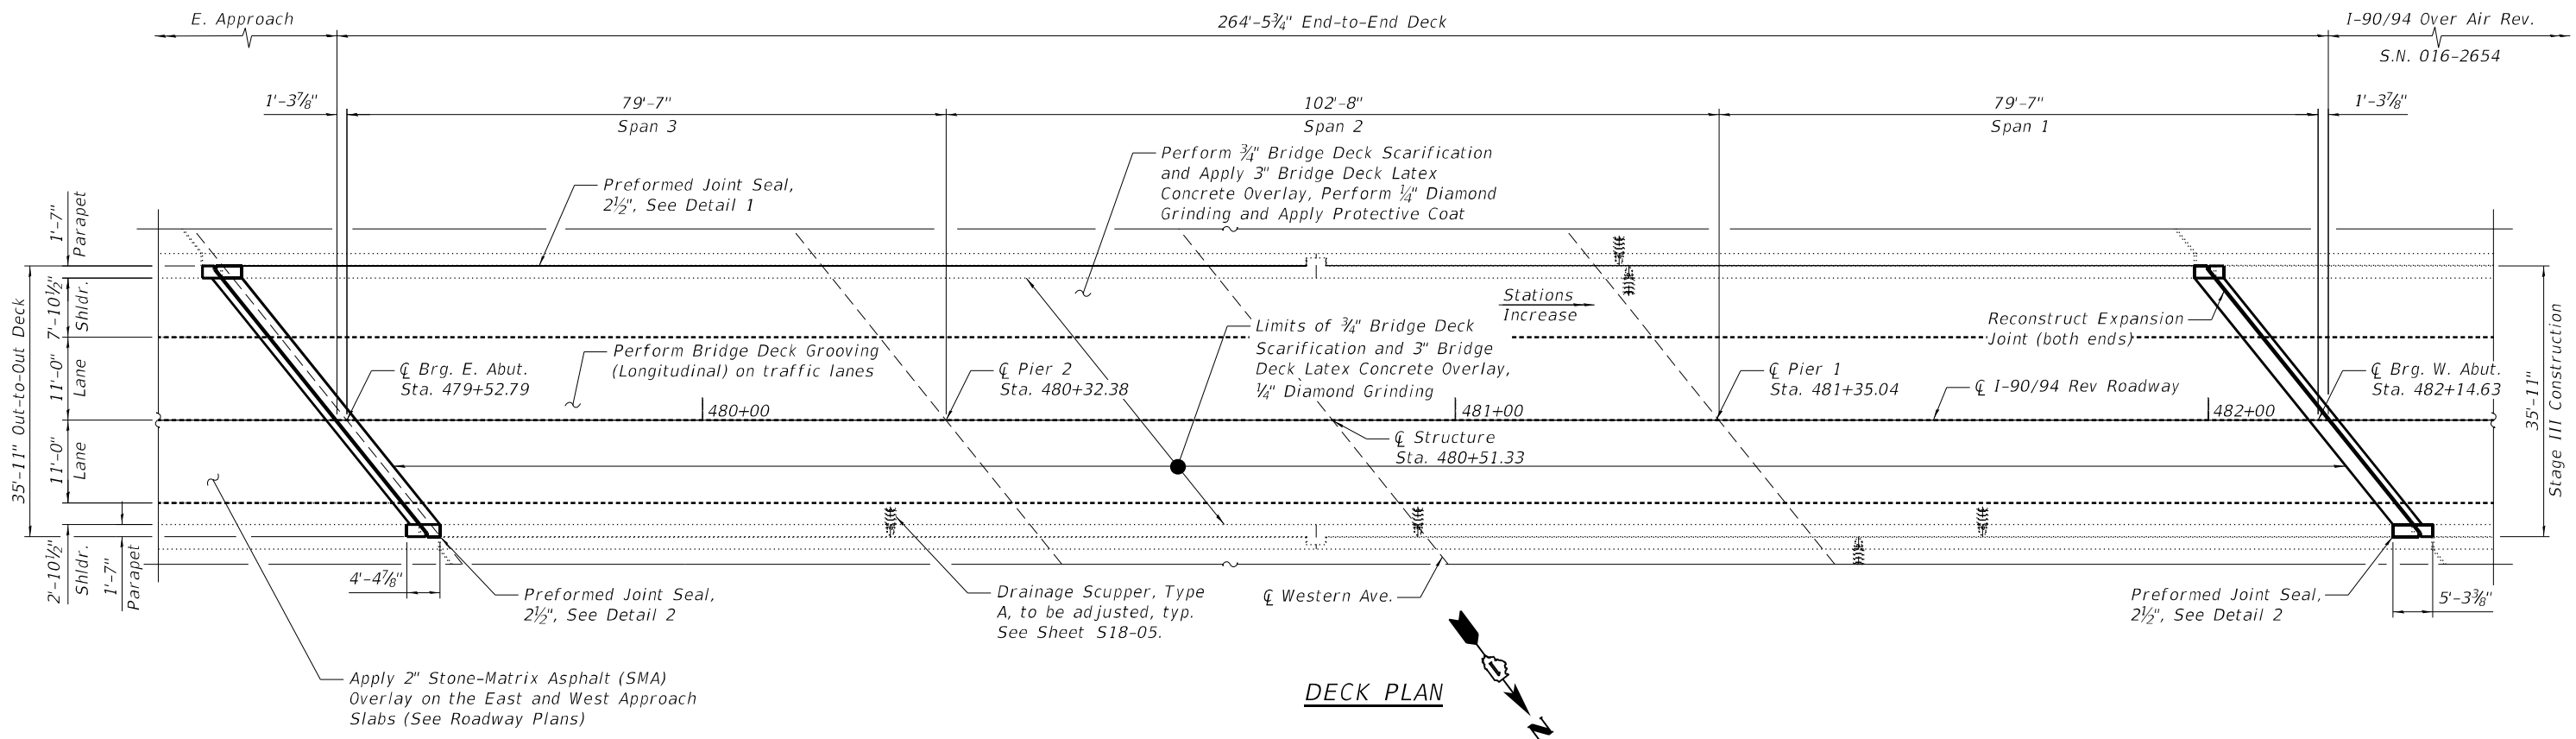 E. Approach
264'-5¾" End-to-End Deck
I-90/94 Over Air Rev.
S.N. 016-2654
1'-3⅞"
79'-7"
Span 3
102'-8"
Span 2
79'-7"
Span 1
1'-3⅞"
Perform ¾" Bridge Deck Scarification
and Apply 3" Bridge Deck Latex
Concrete Overlay, Perform ¼" Diamond
Grinding and Apply Protective Coat
Preformed Joint Seal,
2½", See Detail 1
1'-7"
Parapet
7'-10½"
Shldr.
11'-0"
Lane
11'-0"
Lane
2'-10½"
Shldr.
1'-7"
Parapet
35'-11" Out-to-Out Deck
Stations
Increase
Reconstruct Expansion
Joint (both ends)
Limits of ¾" Bridge Deck
Scarification and 3" Bridge
Deck Latex Concrete Overlay,
¼" Diamond Grinding
Perform Bridge Deck Grooving
(Longitudinal) on traffic lanes
℄ Brg. E. Abut.
Sta. 479+52.79
℄ Pier 2
Sta. 480+32.38
℄ Pier 1
Sta. 481+35.04
℄ I-90/94 Rev Roadway
℄ Brg. W. Abut.
Sta. 482+14.63
480+00
481+00
482+00
℄ Structure
Sta. 480+51.33
35'-11"
Stage III Construction
4'-4⅞"
Preformed Joint Seal,
2½", See Detail 2
Drainage Scupper, Type
A, to be adjusted, typ.
See Sheet S18-05.
℄ Western Ave.
Preformed Joint Seal,
2½", See Detail 2
5'-3⅜"
Apply 2" Stone-Matrix Asphalt (SMA)
Overlay on the East and West Approach
Slabs (See Roadway Plans)
DECK PLAN
N